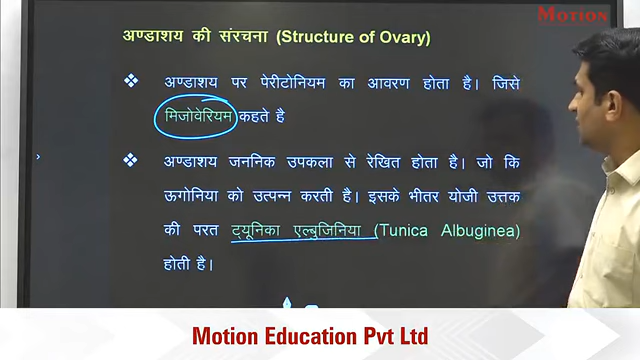 MOTION
अण्डाशय की संरचना (Structure of Ovary)
❖ अण्डाशय पर पेरीटोनियम का आवरण होता है। जिसे
मिजोवेरियम कहते है
❖ अण्डाशय जननिक उपकला से रेखित होता है। जो कि
ऊगोनिया को उत्पन्न करती है। इसके भीतर योजी उत्तक
की परत ट्यूनिका एल्बुजिनिया (Tunica Albuginea)
होती है।
Motion Education Pvt Ltd